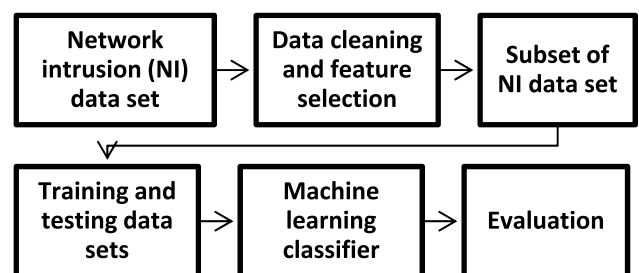 Network
intrusion (NI)
data set
Data cleaning
and feature
selection
Subset of
NI data set
Training and
testing data
sets
Machine
learning
classifier
Evaluation